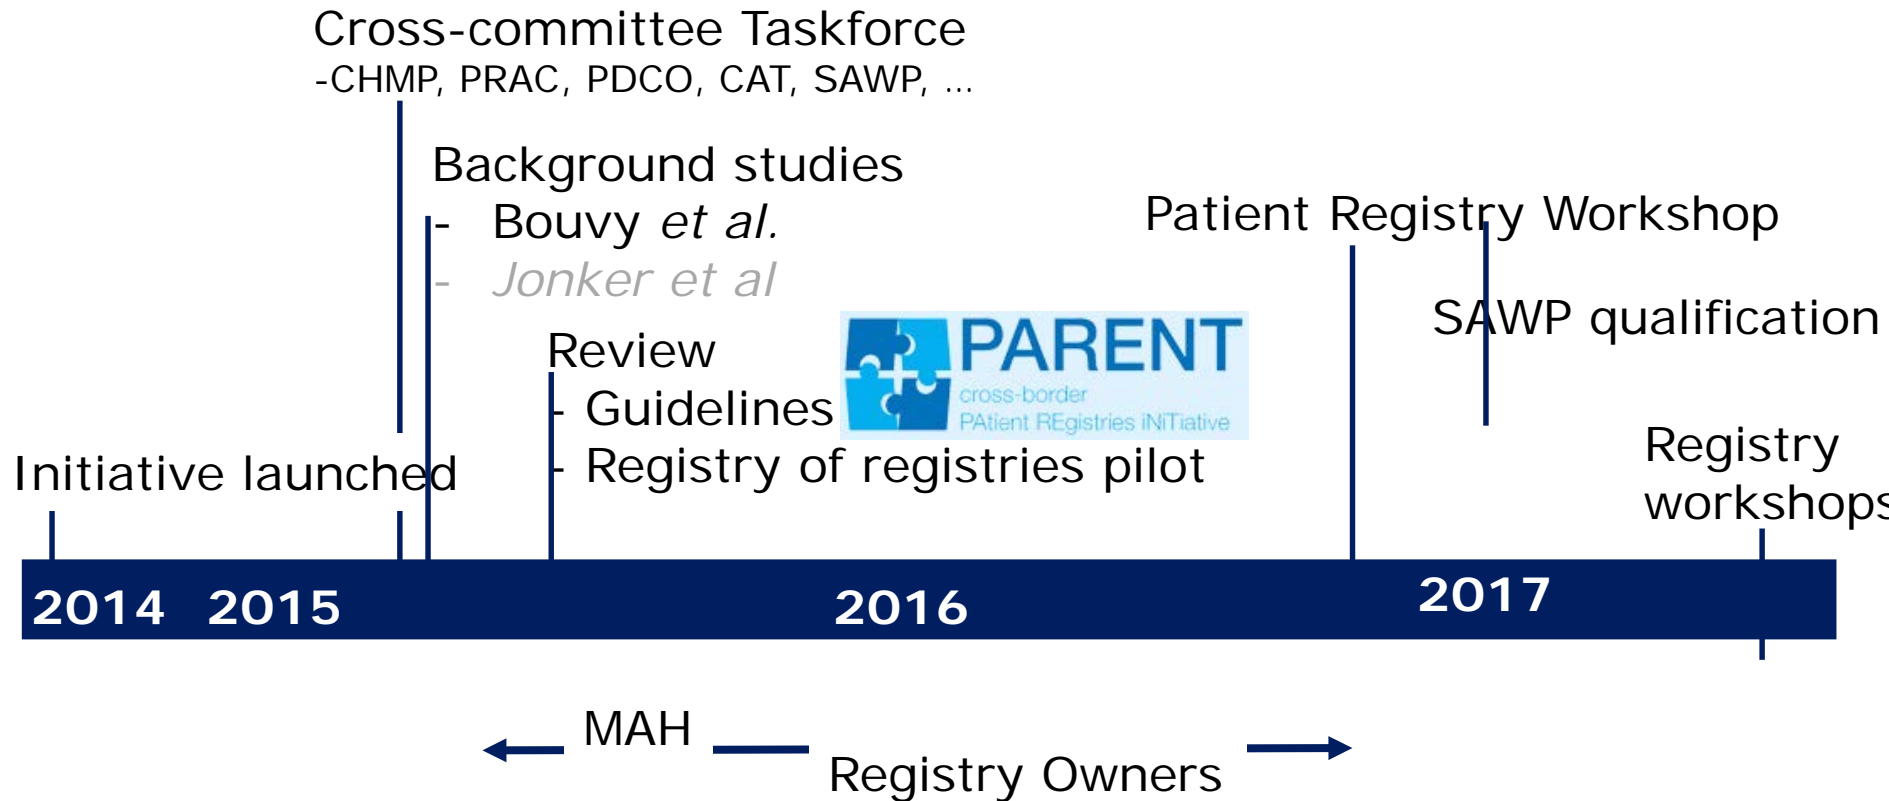 Cross-committee Taskforce
-CHMP, PRAC, PDCO, CAT, SAWP, ...
Background studies
- Bouvy et al.
- Jonker et al
Patient Registry Workshop
SAWP qualification
Review
- Guidelines
- Registry of registries pilot
PARENT
cross-border
PAtient REgistries iNiTiative
Initiative launched
Registry
workshops
2014 2015 2016 2017
MAH
Registry Owners